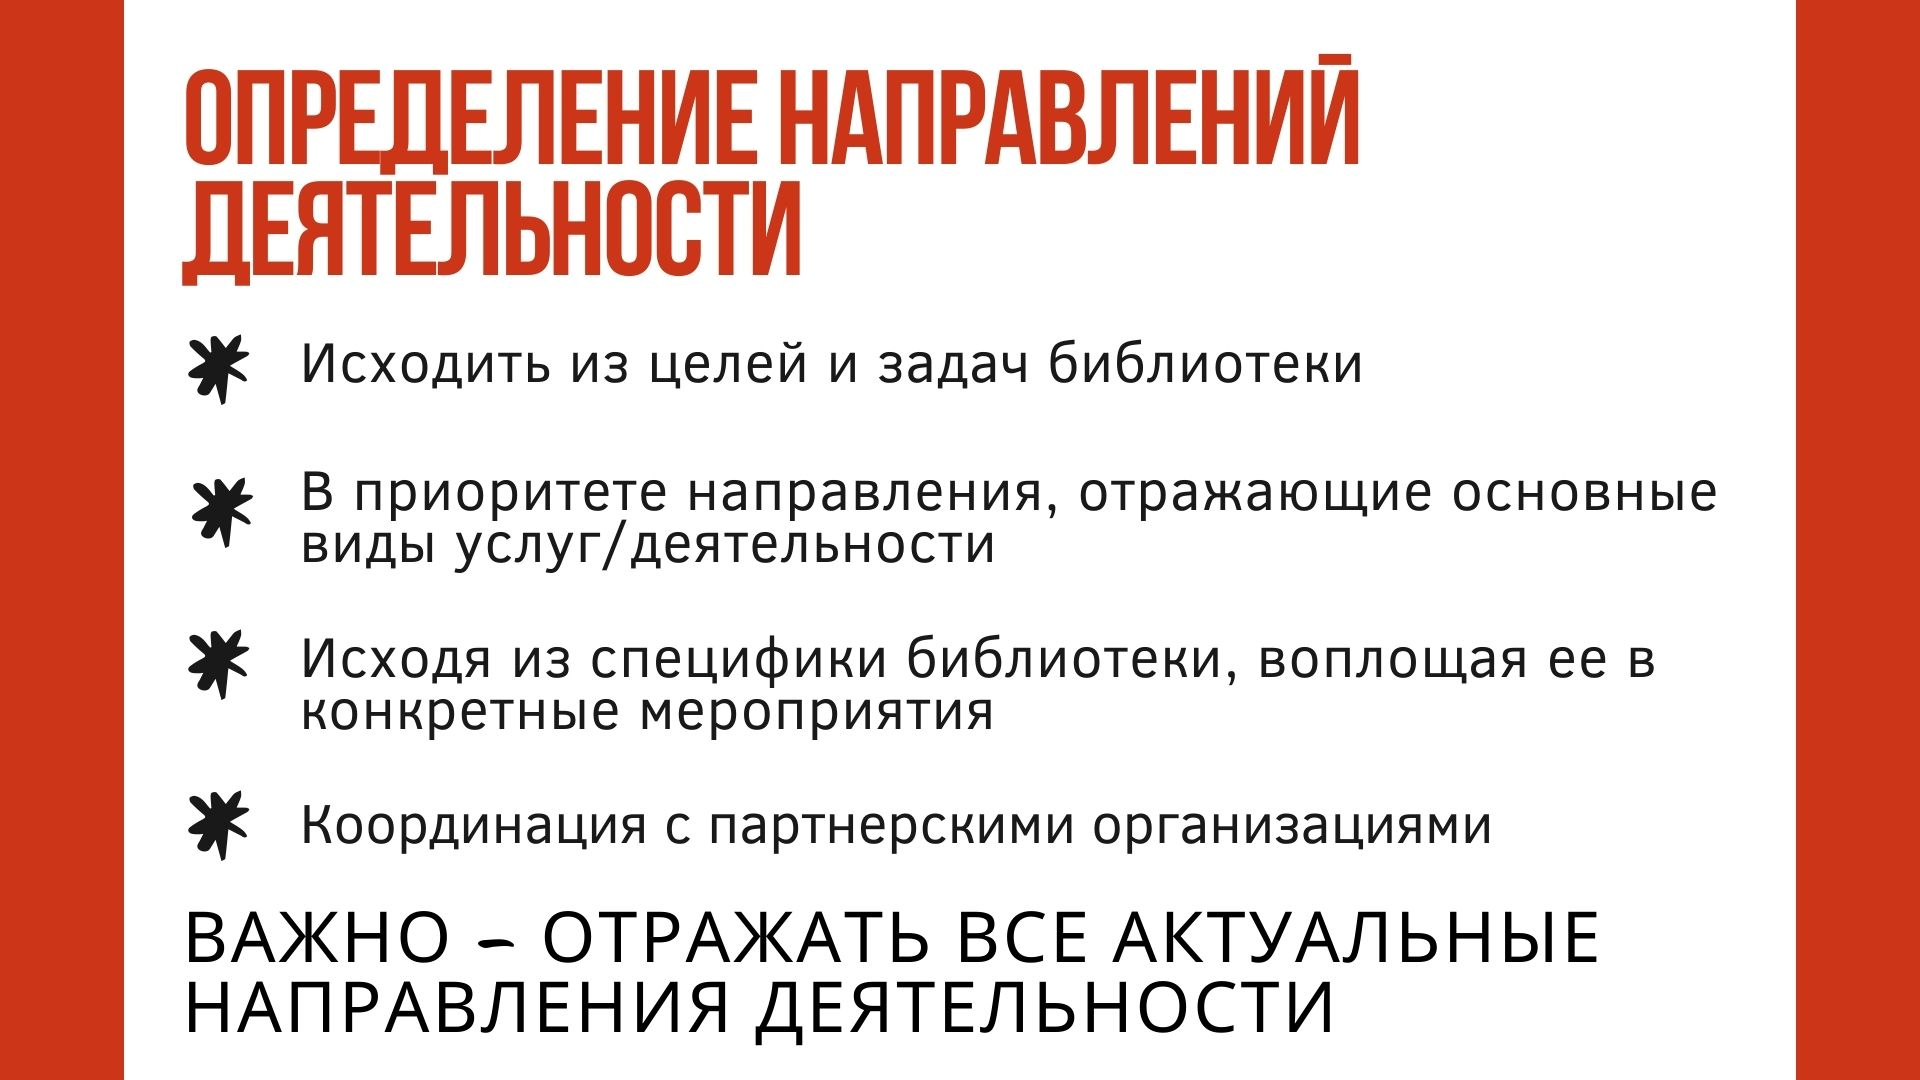 ОПРЕДЕЛЕНИЕ НАПРАВЛЕНИЙ
ДЕЯТЕЛЬНОСТИ
Исходить из целей и задач библиотеки
В приоритете направления, отражающие основные
виды услуг/деятельности
Исходя из специфики библиотеки, воплощая ее в
конкретные мероприятия
Координация с партнерскими организациями
ВАЖНО – ОТРАЖАТЬ ВСЕ АКТУАЛЬНЫЕ
НАПРАВЛЕНИЯ ДЕЯТЕЛЬНОСТИ